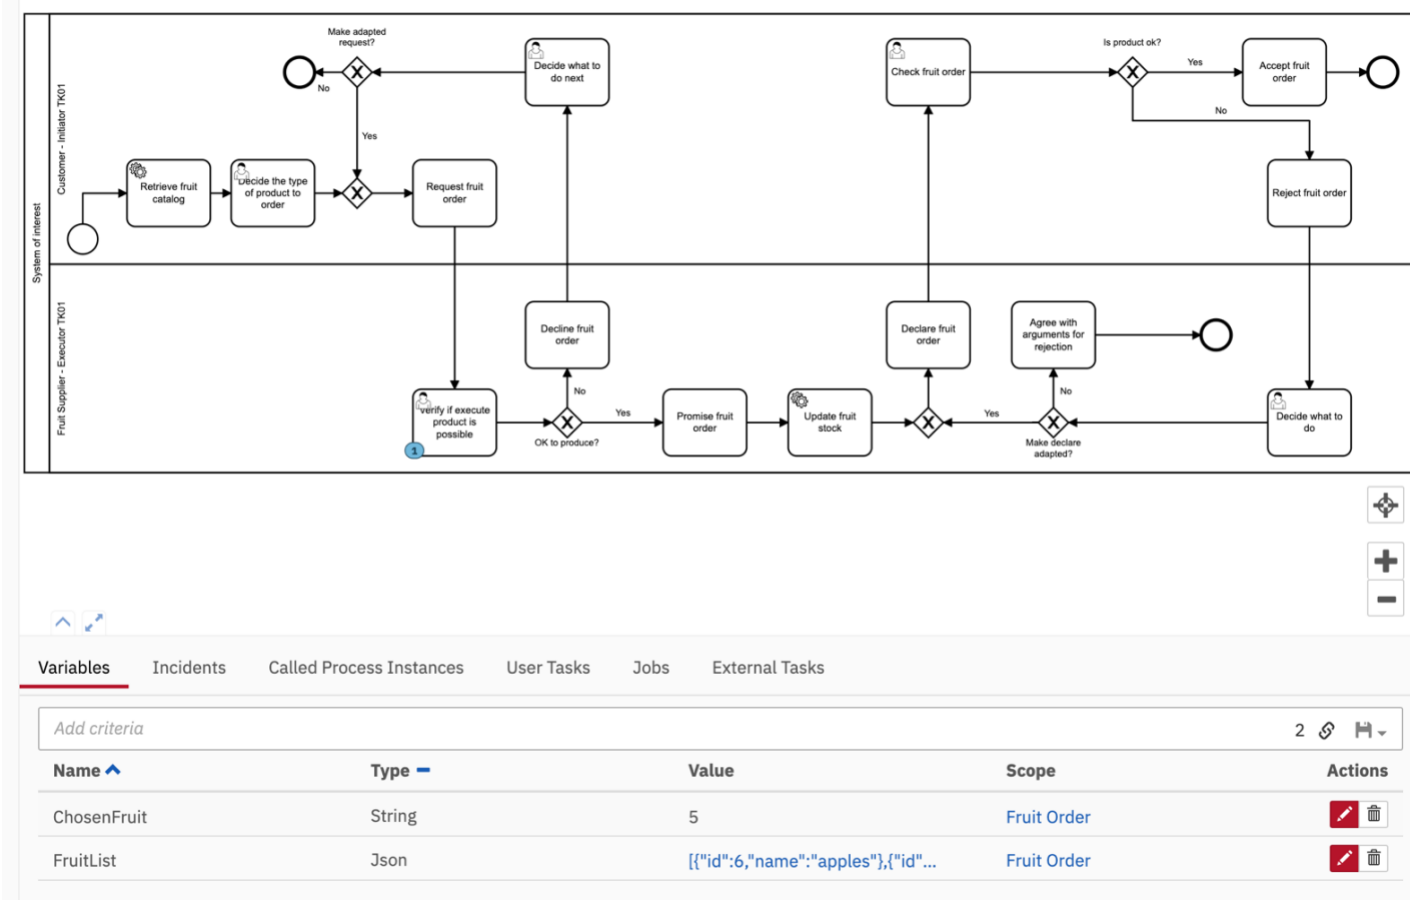 System of interest
Customer - Initiator TK01
Make adapted
request?
No
Yes
Decide what to
do next
Check fruit order
Is product ok?
Yes
Accept fruit
order
No
Retrieve fruit
catalog
Decide the type
of product to
order
Request fruit
order
Reject fruit order
Fruit Supplier - Executor TK01
Decline fruit
order
Declare fruit
order
Agree with
arguments for
rejection
No
No
Verify if execute
product is
possible
1
Yes
OK to produce?
Promise fruit
order
Update fruit
stock
Yes
Make declare
adapted?
Decide what to
do
Variables Incidents Called Process Instances User Tasks Jobs External Tasks
Add criteria 2
Name Type Value Scope Actions
ChosenFruit String 5 Fruit Order
FruitList Json [{"id":6,"name":"apples"},{"id"... Fruit Order